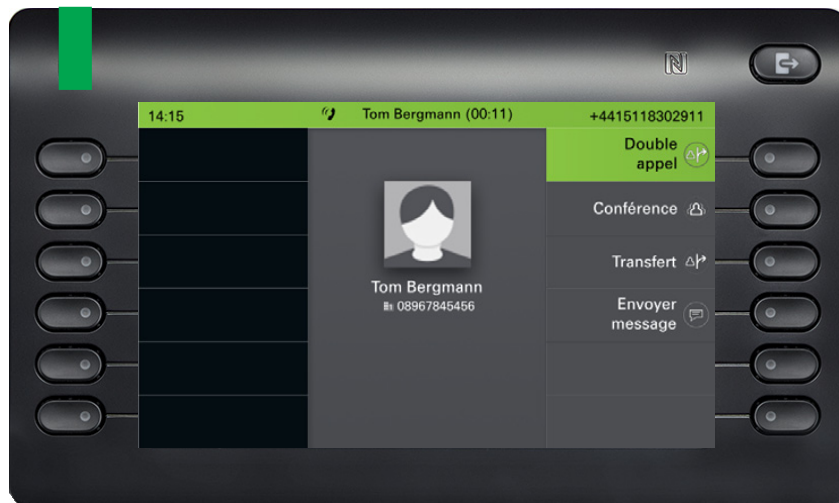 14:15
Tom Bergmann (00:11)
+4415118302911
Double
appel
Conférence
Transfert
Tom Bergmann
08967845456
Envoyer
message